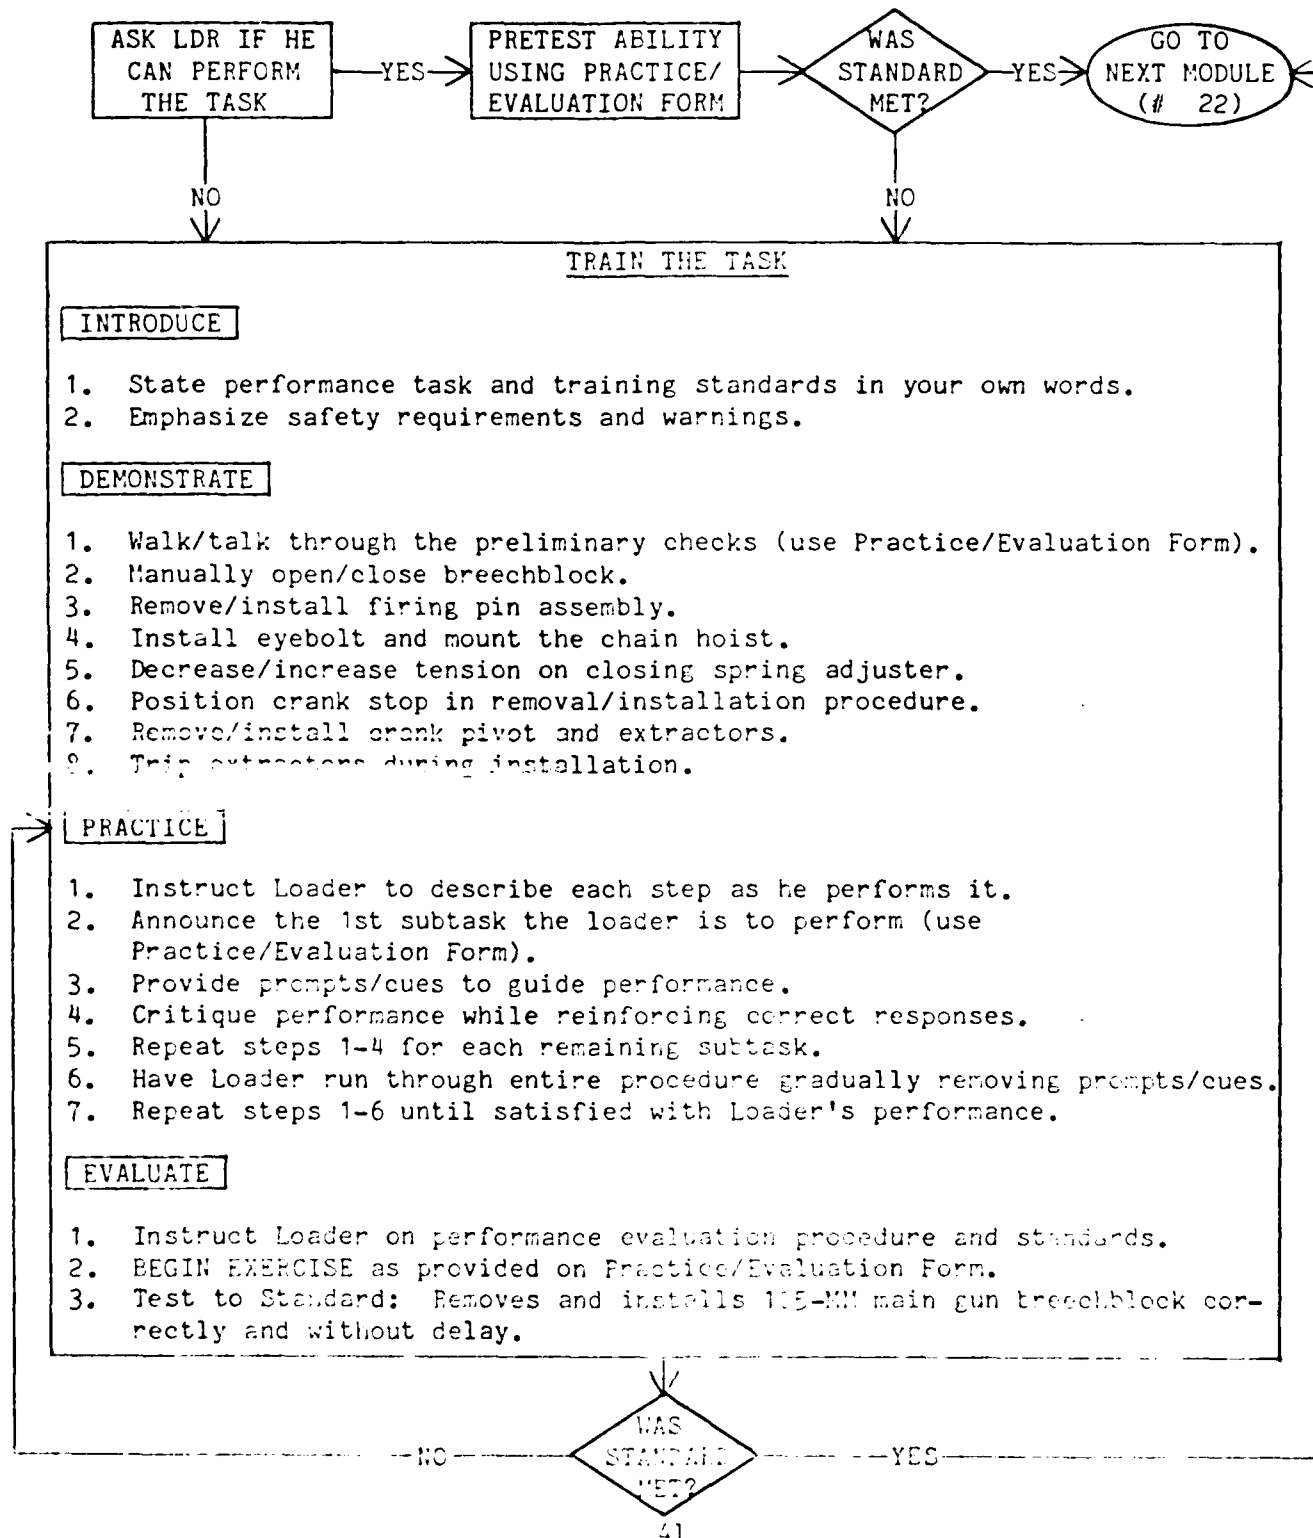 ASK LDR IF HE
CAN PERFORM
THE TASK
YES
PRETEST ABILITY
USING PRACTICE/
EVALUATION FORM
WAS
STANDARD
MET?
YES
GO TO
NEXT MODULE
(# 22)
NO
NO
TRAIN THE TASK
INTRODUCE
1. State performance task and training standards in your own words.
2. Emphasize safety requirements and warnings.
DEMONSTRATE
1. Walk/talk through the preliminary checks (use Practice/Evaluation Form).
2. Manually open/close breechblock.
3. Remove/install firing pin assembly.
4. Install eyebolt and mount the chain hoist.
5. Decrease/increase tension on closing spring adjuster.
6. Position crank stop in removal/installation procedure.
7. Remove/install crank pivot and extractors.
8. Trip extractors during installation.
PRACTICE
1. Instruct Loader to describe each step as he performs it.
2. Announce the 1st subtask the loader is to perform (use
Practice/Evaluation Form).
3. Provide prompts/cues to guide performance.
4. Critique performance while reinforcing correct responses.
5. Repeat steps 1-4 for each remaining subtask.
6. Have Loader run through entire procedure gradually removing prompts/cues.
7. Repeat steps 1-6 until satisfied with Loader's performance.
EVALUATE
1. Instruct Loader on performance evaluation procedure and standards.
2. BEGIN EXERCISE as provided on Practice/Evaluation Form.
3. Test to Standard: Removes and installs main gun breechblock cor-
rectly and without delay.
WAS
STANDARD
MET?
NO
YES
41